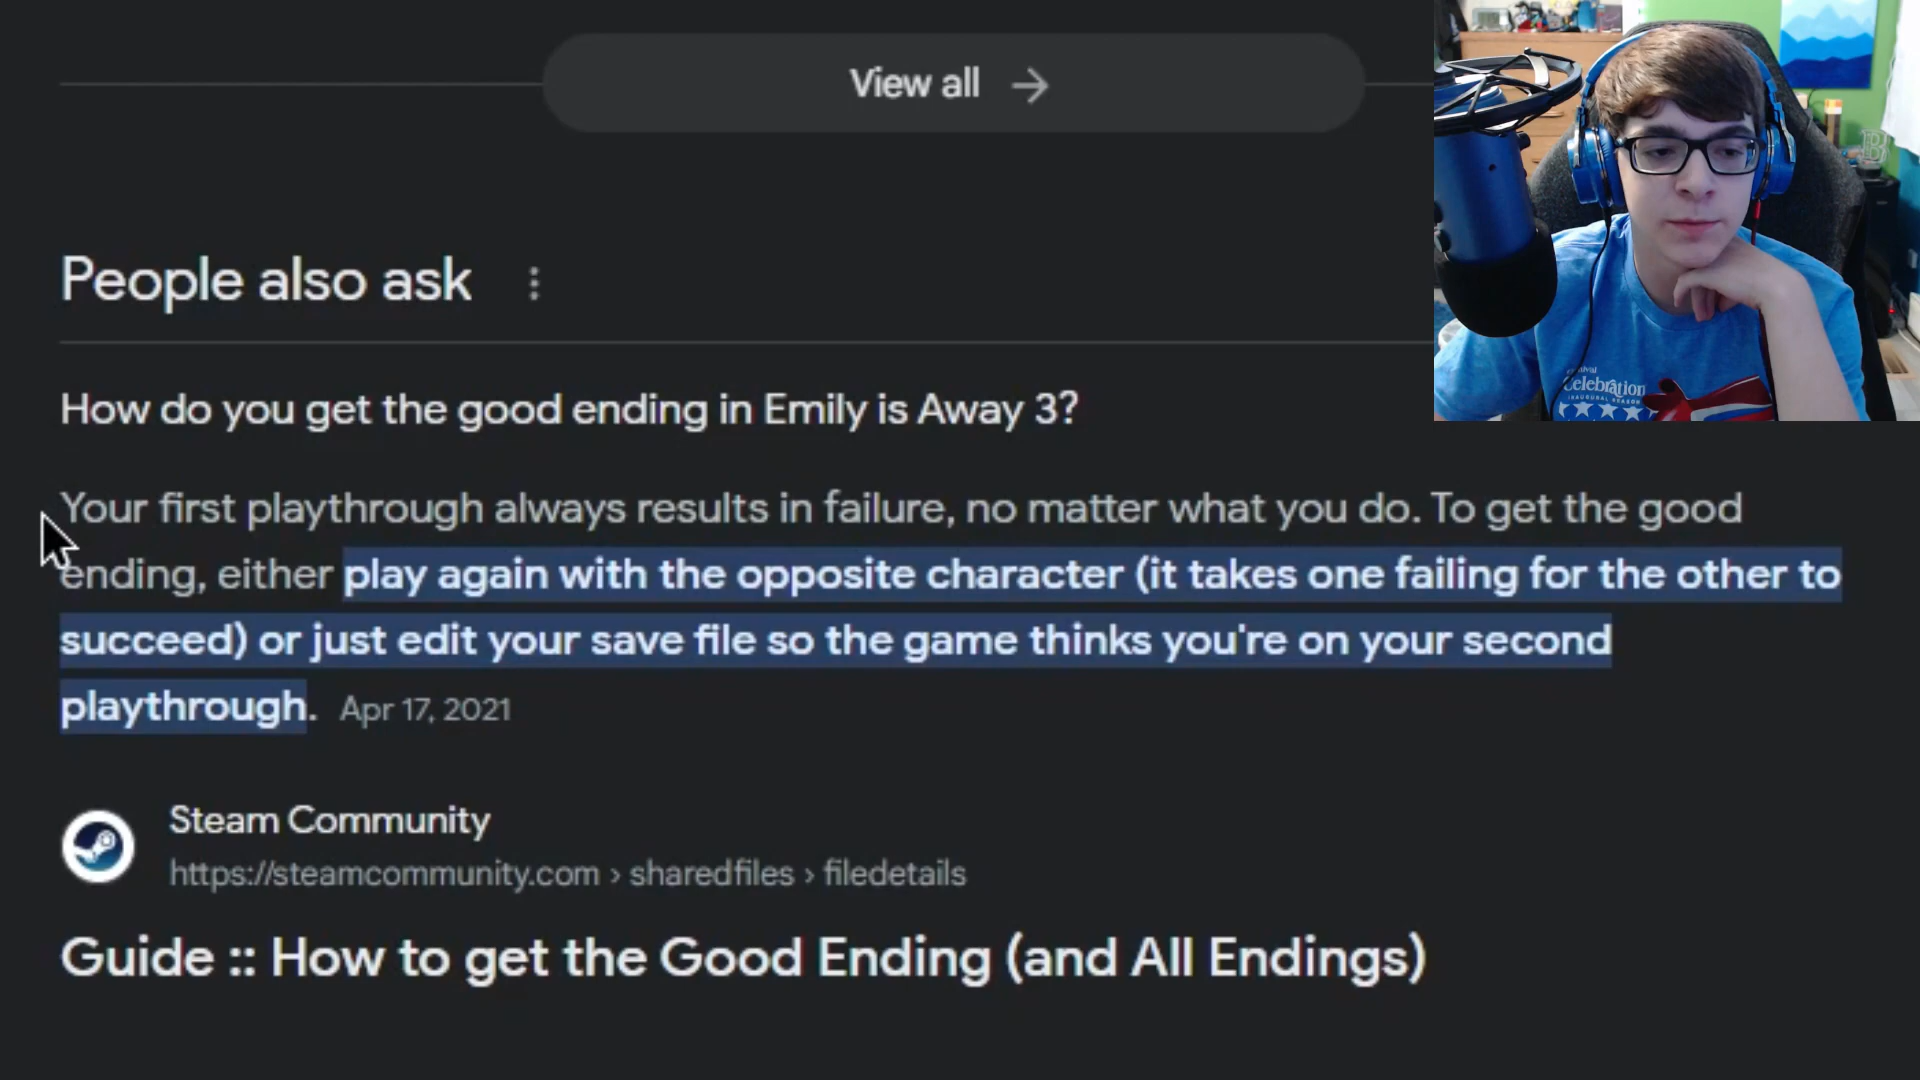 View all
People also ask
How do you get the good ending in Emily is Away 3?
Your first playthrough always results in failure, no matter what you do. To get the good
ending, either play again with the opposite character (it takes one failing for the other to
succeed) or just edit your save file so the game thinks you're on your second
playthrough. Apr 17, 2021
Steam Community
https://steamcommunity.com › sharedfiles › filedetails
Guide :: How to get the Good Ending (and All Endings)
Celebration
INAUGURAL SEASON
B